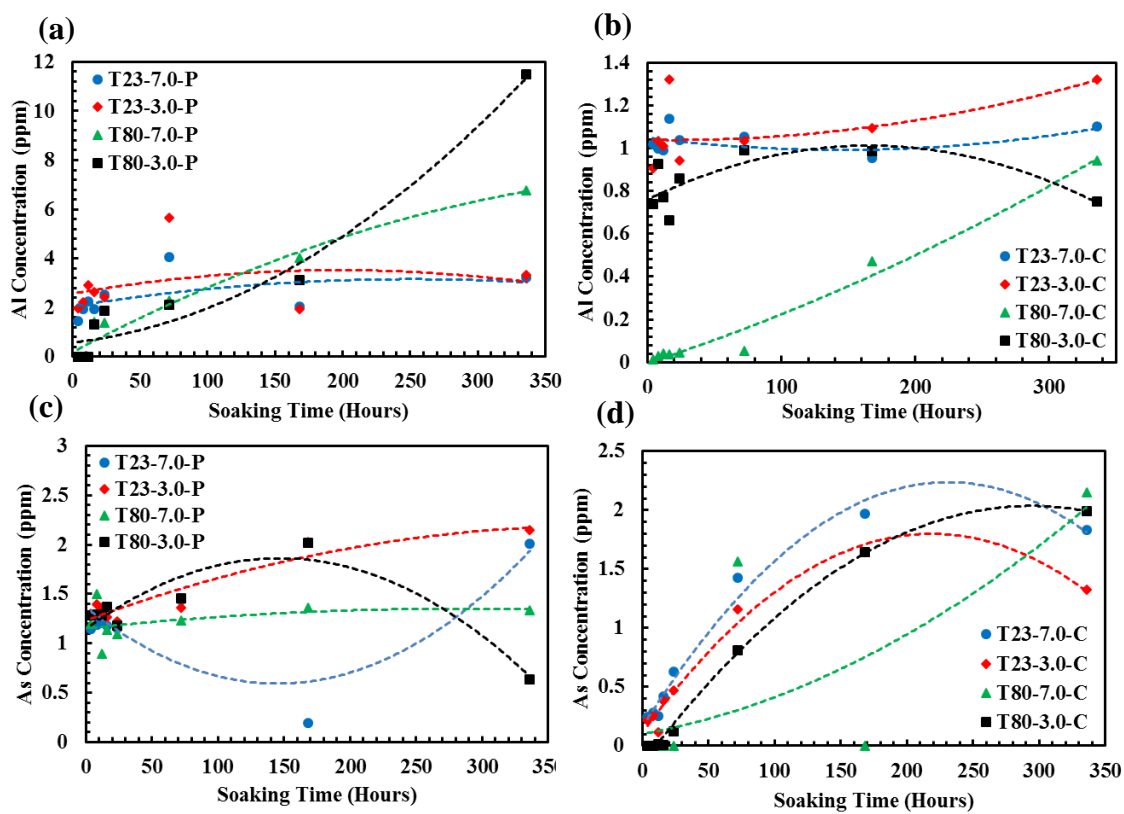 (a)
Al Concentration (ppm)
12
10
8
6
4
2
0
T23-7.0-P
T23-3.0-P
T80-7.0-P
T80-3.0-P
0 50 100 150 200 250 300 350
Soaking Time (Hours)
(b)
Al Concentration (ppm)
1.4
1.2
1
0.8
0.6
0.4
0.2
0
T23-7.0-C
T23-3.0-C
T80-7.0-C
T80-3.0-C
0 100 200 300
Soaking Time (Hours)
(c)
As Concentration (ppm)
3
2.5
2
1.5
1
0.5
0
T23-7.0-P
T23-3.0-P
T80-7.0-P
T80-3.0-P
0 50 100 150 200 250 300 35
Soaking Time (Hours)
(d)
As Concentration (ppm)
2.5
2
1.5
1
0.5
0
T23-7.0-C
T23-3.0-C
T80-7.0-C
T80-3.0-C
0 50 100 150 200 250 300 350
Soaking Time (Hours)